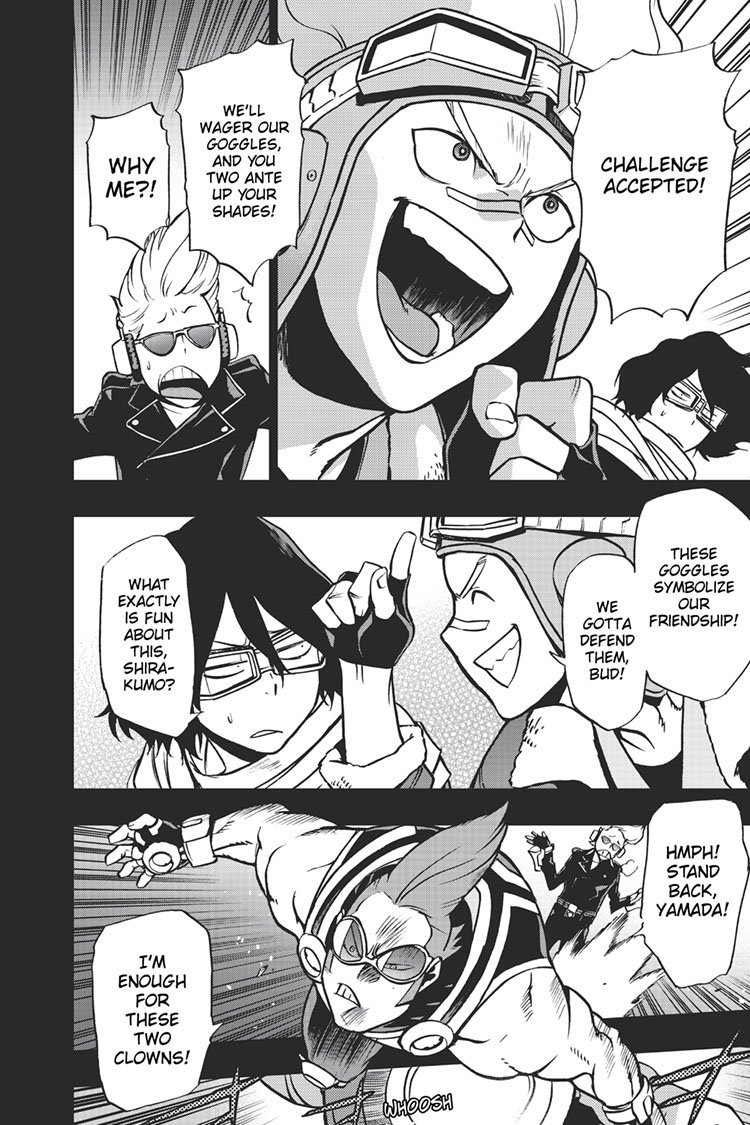 CHALLENGE
ACCEPTED!
WE'LL
WAGER OUR
GOGGLES,
AND YOU
TWO ANTE
UP YOUR
SHADES!
WHY
ME?!
THESE
GOGGLES
SYMBOLIZE
OUR
FRIENDSHIP!
WE
GOTTA
DEFEND
THEM,
BUD!
WHAT
EXACTLY
IS FUN
ABOUT
THIS,
SHIRA-
KUMO?
HMPH!
STAND
BACK,
YAMADA!
I'M
ENOUGH
FOR
THESE
TWO
CLOWNS!
WHOOSH